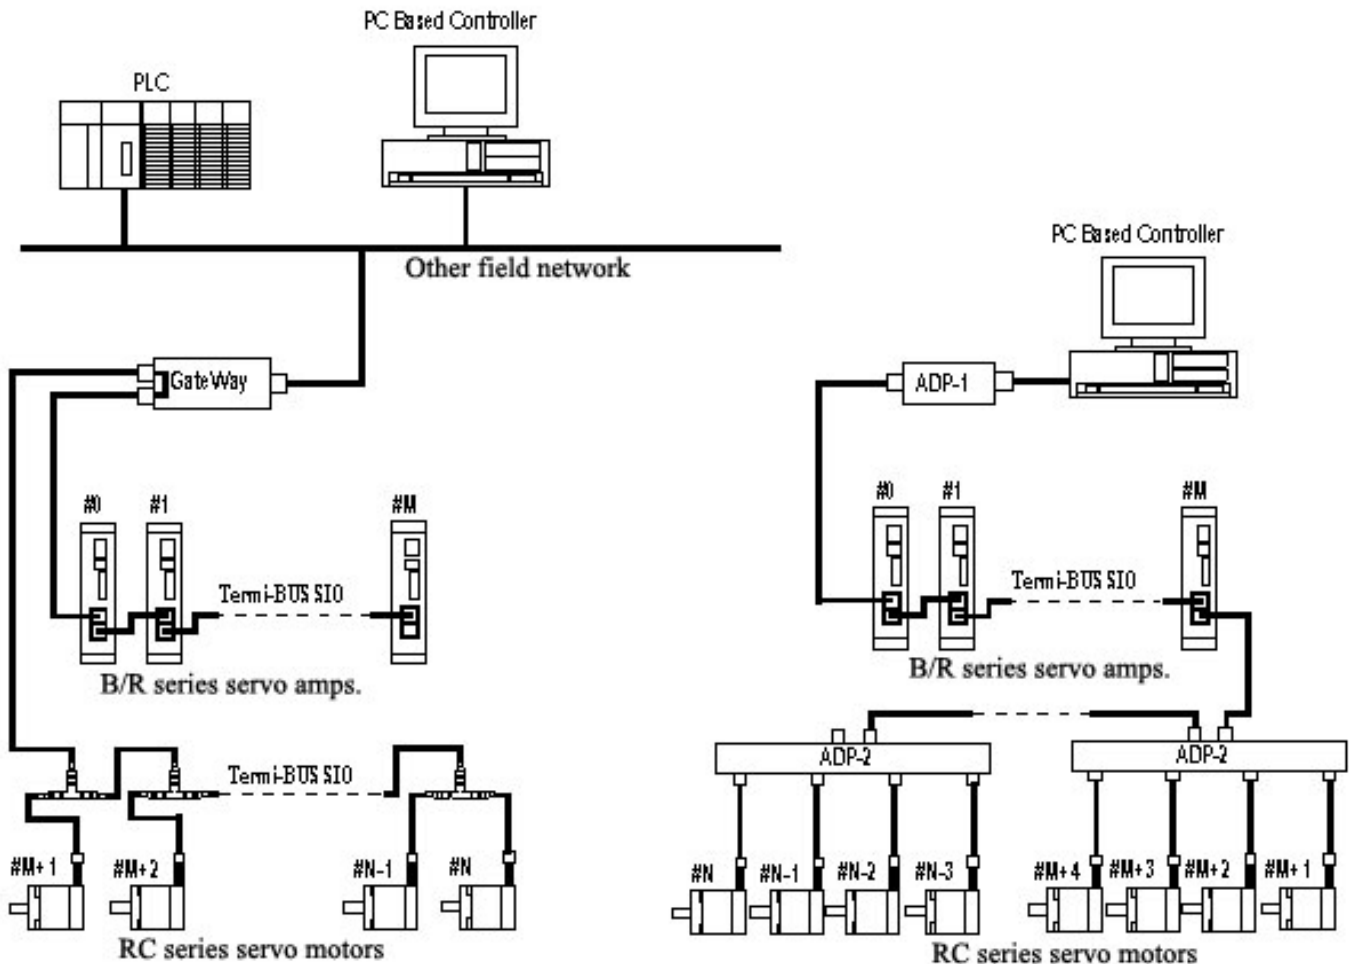 PC Based Controller
PLC
Other field network
GateWay
#0
#1
#M
Termi-BUS SIO
B/R series servo amps.
Termi-BUS SIO
#M+1
#M+2
#N-1
#N
RC series servo motors
PC Based Controller
ADP-1
#0
#1
#M
Termi-BUS SIO
B/R series servo amps.
ADP-2
ADP-2
#N
#N-1
#N-2
#N-3
#M+4
#M+3
#M+2
#M+1
RC series servo motors